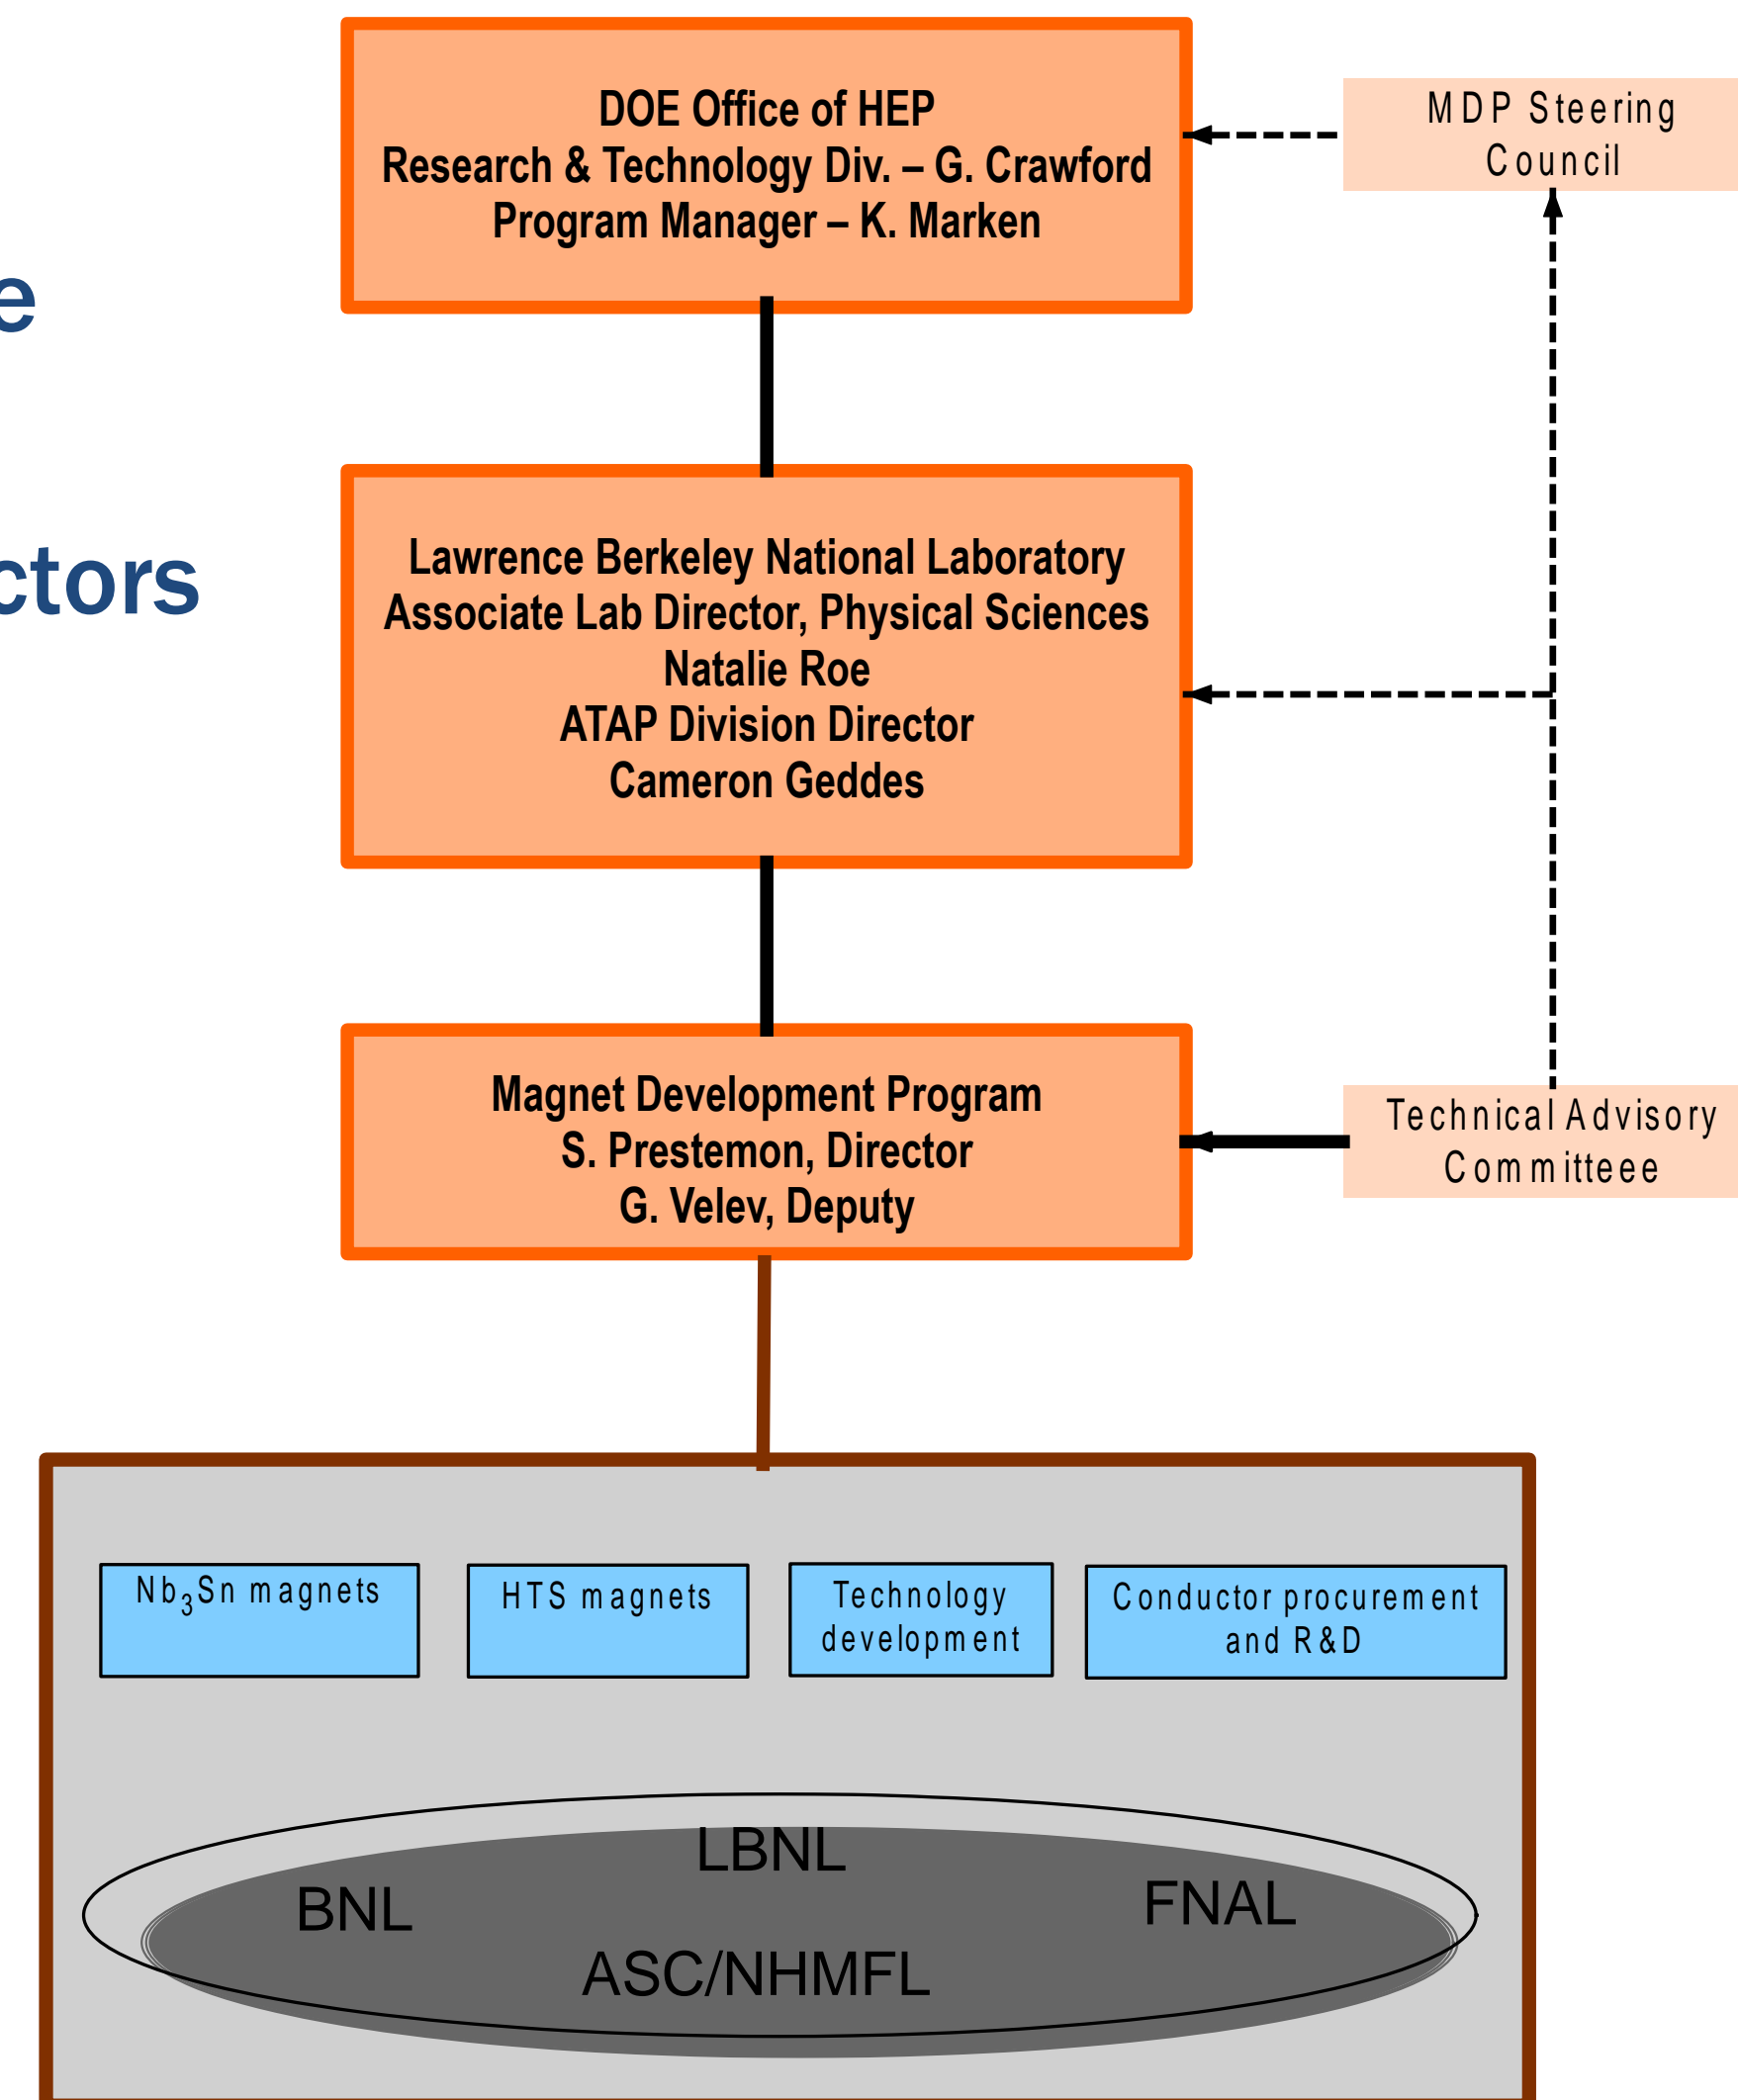 DOE Office of HEP
Research & Technology Div. – G. Crawford
Program Manager – K. Marken
MDP Steering
Council
e
ctors
Lawrence Berkeley National Laboratory
Associate Lab Director, Physical Sciences
Natalie Roe
ATAP Division Director
Cameron Geddes
Magnet Development Program
S. Prestemon, Director
G. Velev, Deputy
Technical Advisory
Committeee
Nb₃Sn magnets
HTS magnets
Technology
development
Conductor procurement
and R&D
LBNL
BNL
FNAL
ASC/NHMFL